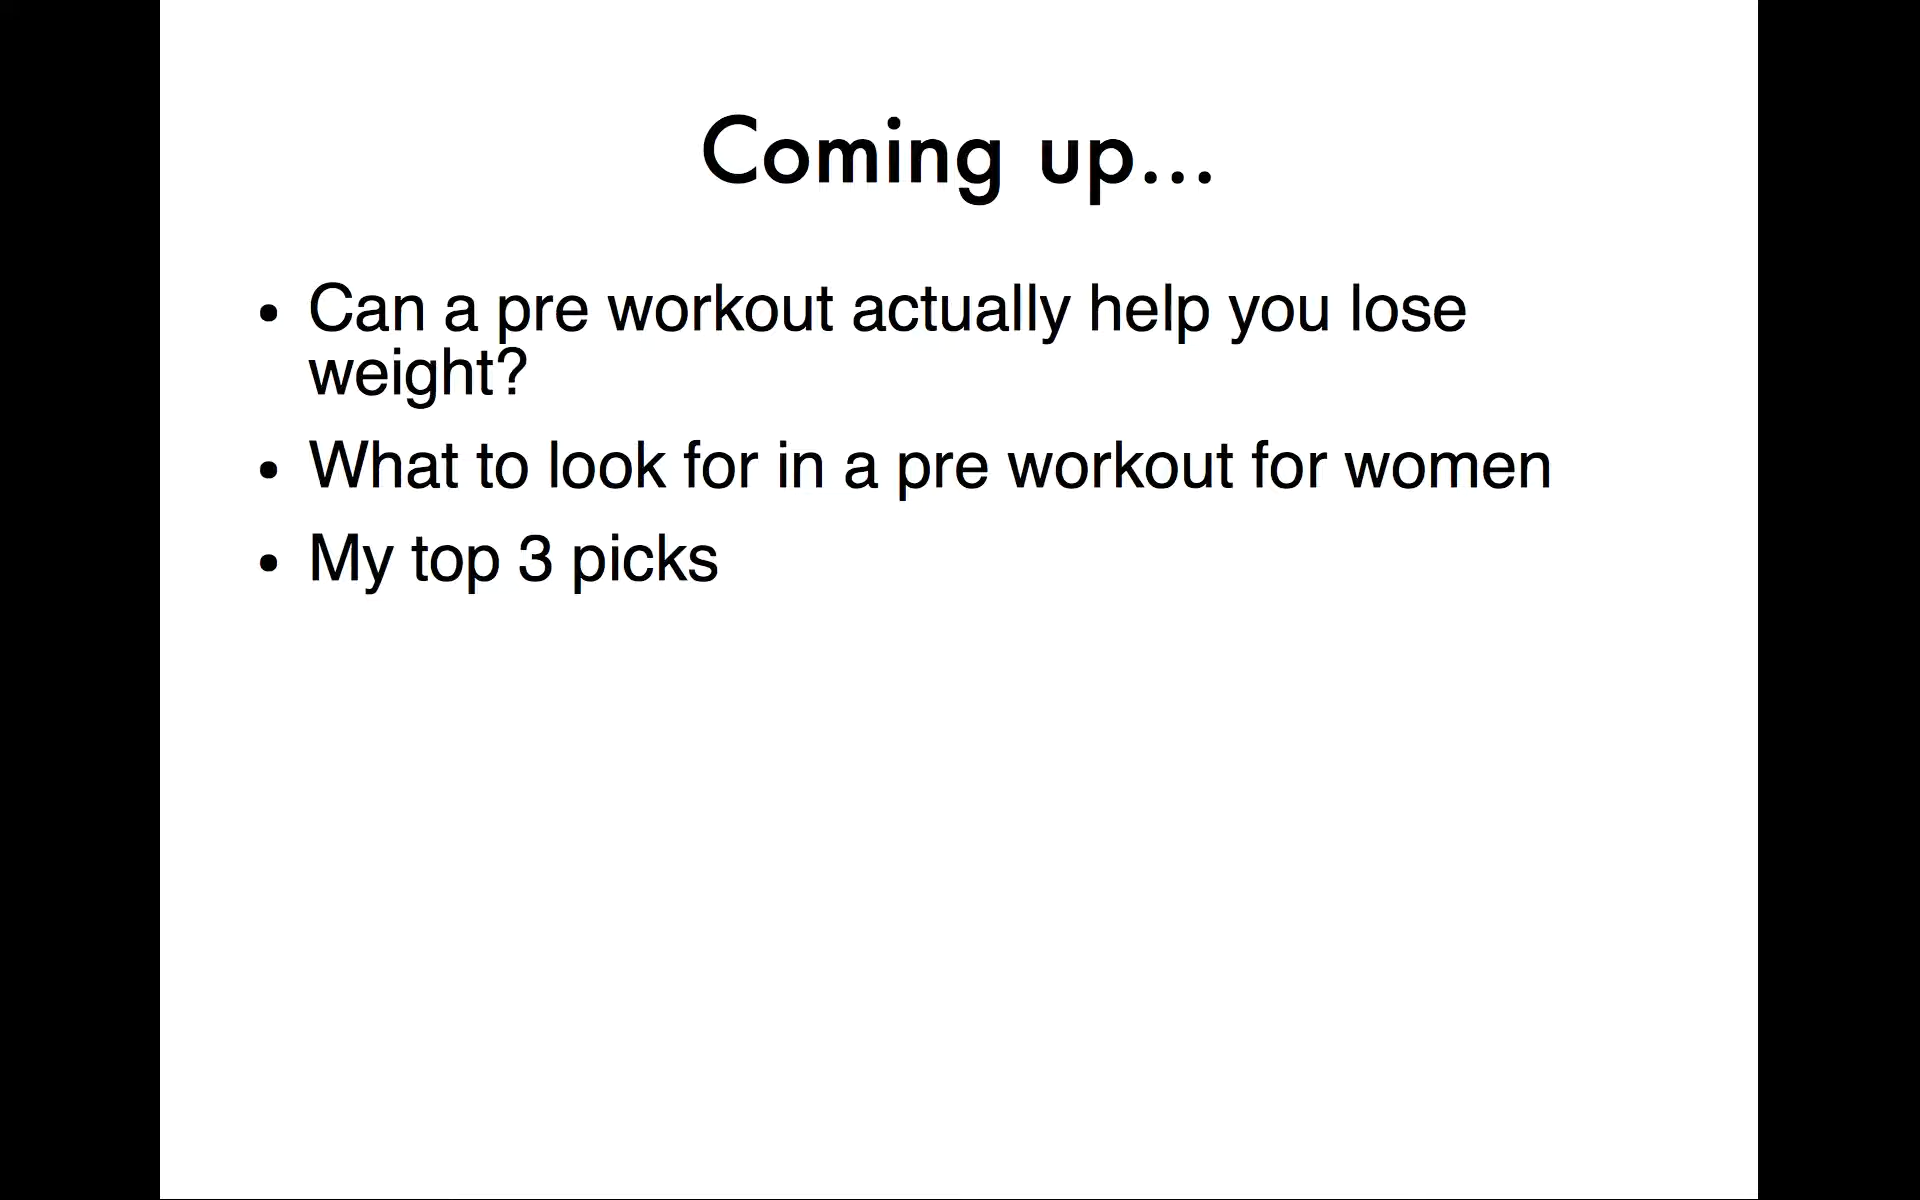 Coming up...
• Can a pre workout actually help you lose
weight?
• What to look for in a pre workout for women
• My top 3 picks